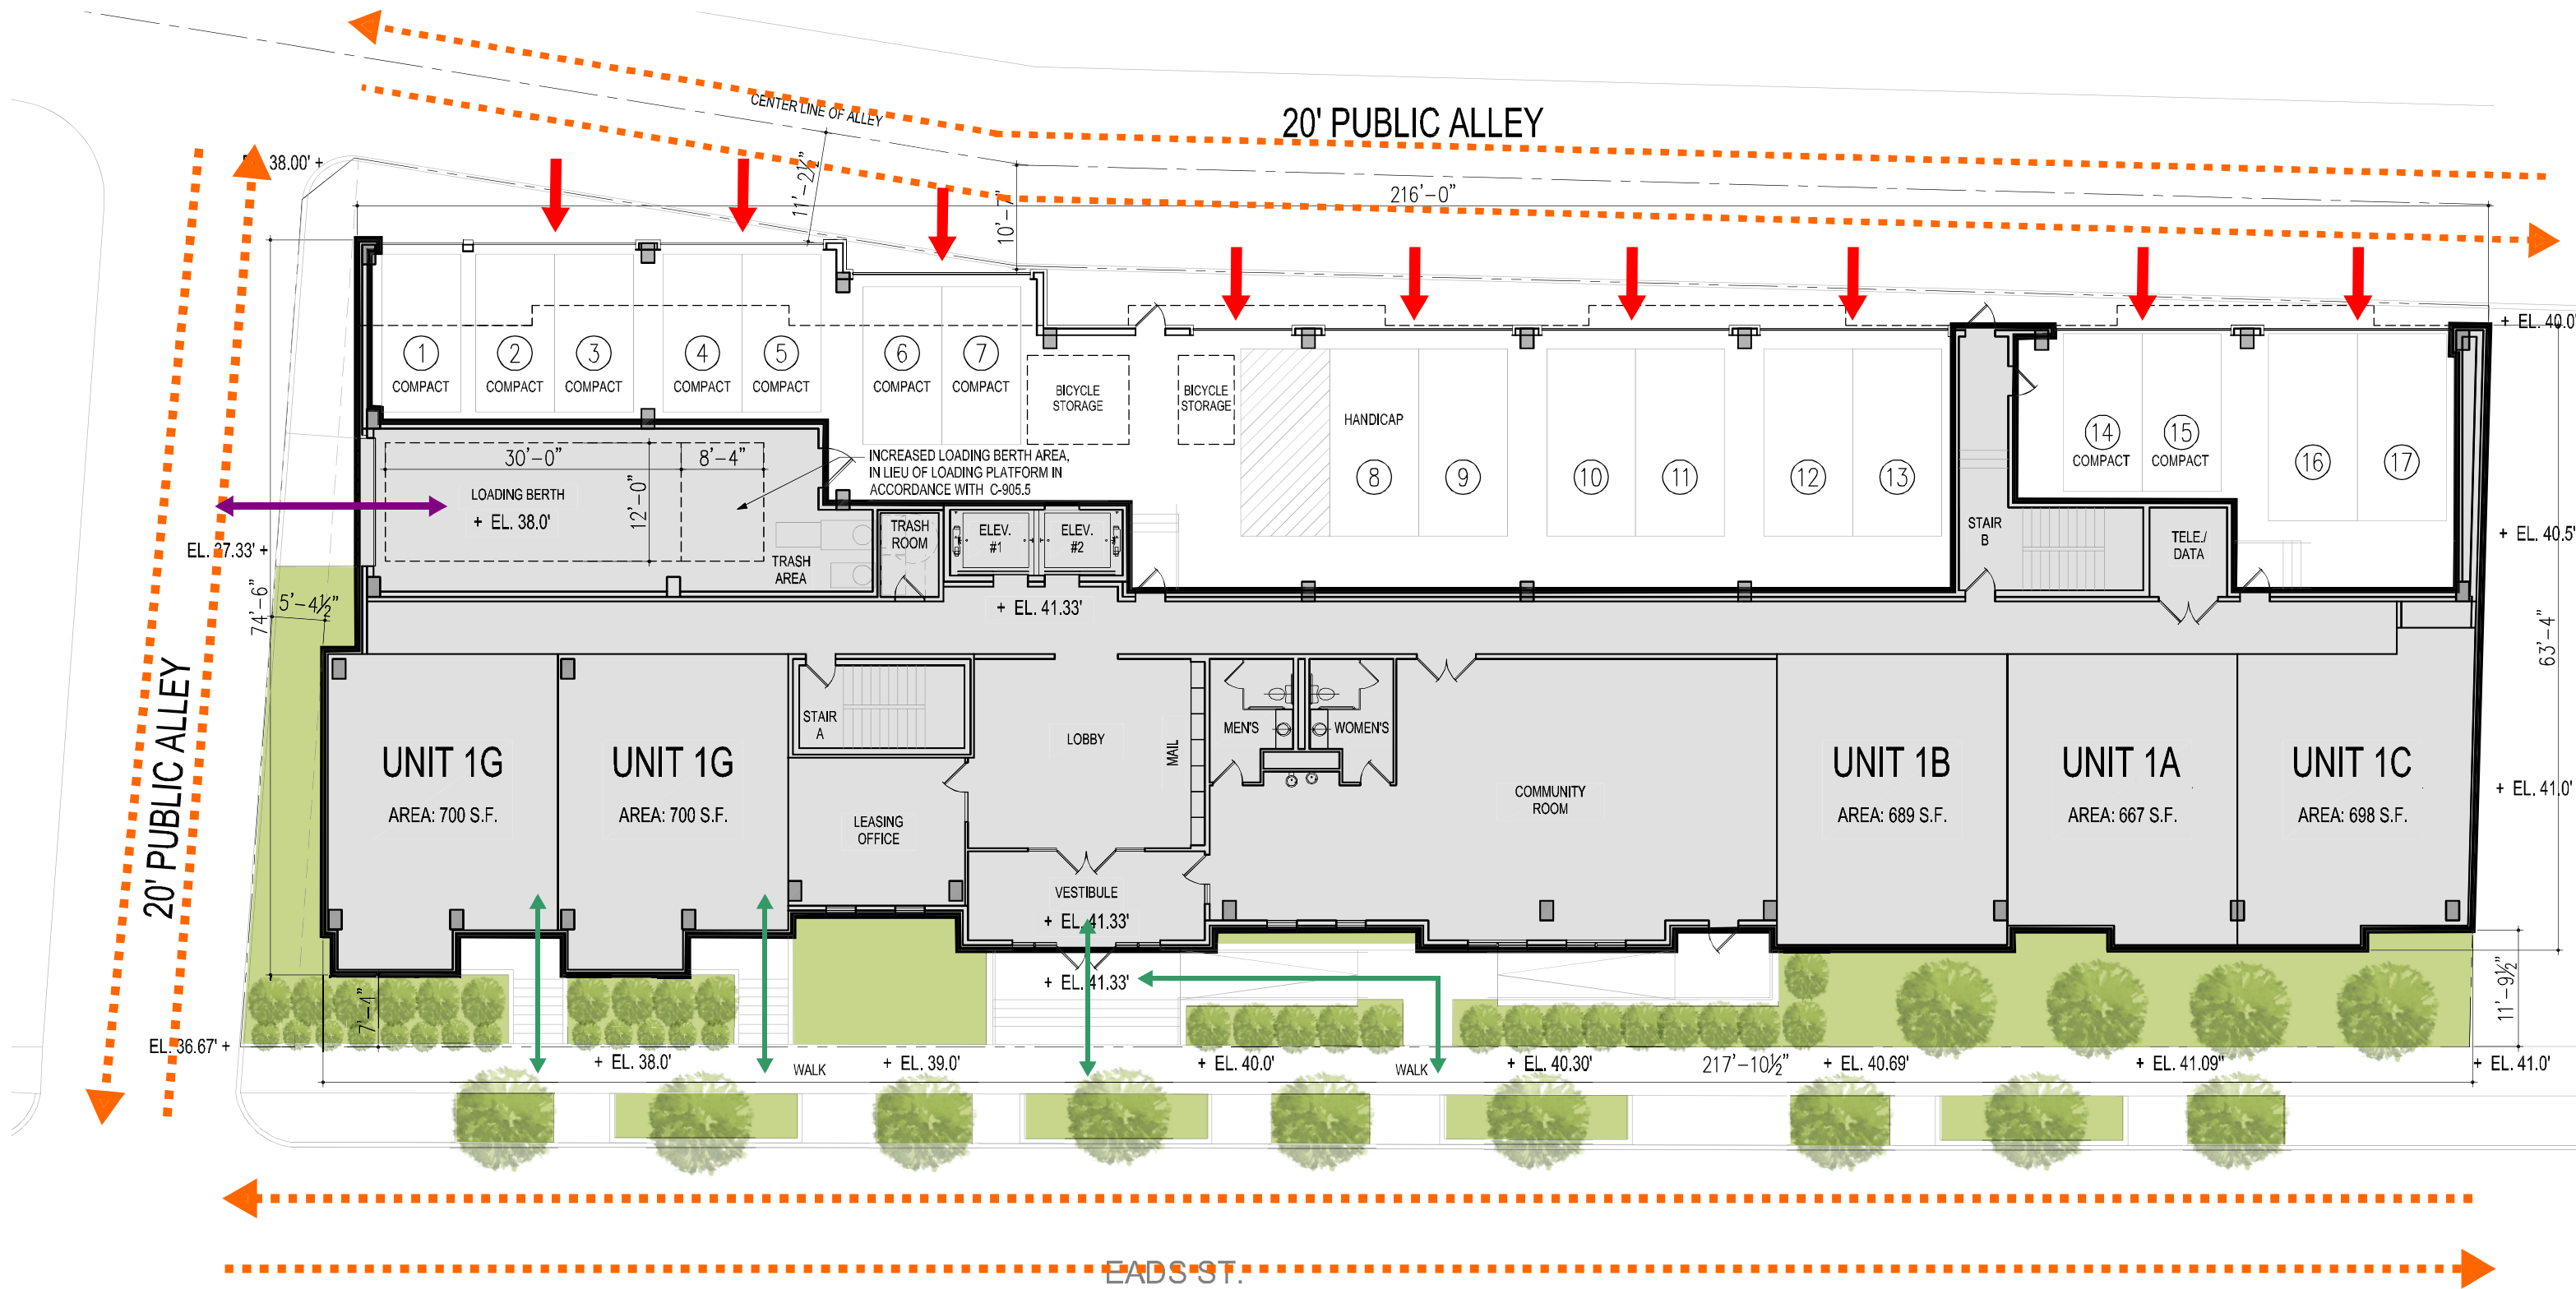 CENTER LINE OF ALLEY
20' PUBLIC ALLEY
38.00' +
11'-2½"
10'-7"
216'-0"
+ EL. 40.0'
1
COMPACT
2
COMPACT
3
COMPACT
4
COMPACT
5
COMPACT
6
COMPACT
7
COMPACT
BICYCLE
STORAGE
BICYCLE
STORAGE
HANDICAP
8
9
10
11
12
13
14
COMPACT
15
COMPACT
16
17
30'-0"
8'-4"
12'-0"
LOADING BERTH
+ EL. 38.0'
INCREASED LOADING BERTH AREA,
IN LIEU OF LOADING PLATFORM IN
ACCORDANCE WITH C-905.5
TRASH
AREA
TRASH
ROOM
ELEV.
#1
ELEV.
#2
STAIR
B
TELE./
DATA
+ EL. 40.5'
EL. 37.33' +
74'-6"
5'-4½"
+ EL. 41.33'
63'-4"
20' PUBLIC ALLEY
UNIT 1G
AREA: 700 S.F.
UNIT 1G
AREA: 700 S.F.
STAIR
A
LEASING
OFFICE
LOBBY
MAIL
MEN'S
WOMEN'S
COMMUNITY
ROOM
UNIT 1B
AREA: 689 S.F.
UNIT 1A
AREA: 667 S.F.
UNIT 1C
AREA: 698 S.F.
+ EL. 41.0'
VESTIBULE
+ EL. 41.33'
+ EL. 41.33'
7'-4"
11'-9½"
EL. 36.67' +
+ EL. 38.0'
WALK
+ EL. 39.0'
+ EL. 40.0'
WALK
+ EL. 40.30'
217'-10½"
+ EL. 40.69'
+ EL. 41.09"
+ EL. 41.0'
EADS ST.